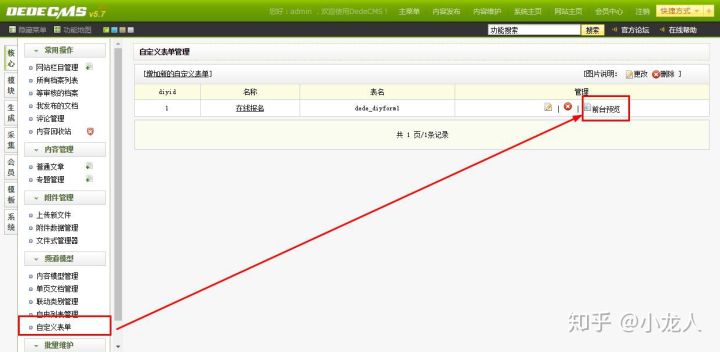 DEDECMS v5.7
您好：admin ，欢迎使用DedeCMS！ 主菜单 内容发布 内容维护 系统主页 网站主页 会员中心 注销 快捷方式
隐藏菜单 功能地图 功能搜索 搜索 官方论坛 在线帮助
核心
模块
生成
采集
会员
模板
系统
常用操作
网站栏目管理
所有档案列表
等审核的档案
我发布的文档
评论管理
内容回收站
内容管理
普通文章
专题管理
附件管理
上传新文件
附件数据管理
文件式管理器
频道模型
内容模型管理
单页文档管理
联动类别管理
自由列表管理
自定义表单
批量维护
自定义表单管理
[增加新的自定义表单] [图片说明： 更改 删除 ]
diyid 名称 表名 管理
1 在线报名 dede_diyform1 | | 前台预览
共 1 页/1条记录
知乎 @小龙人